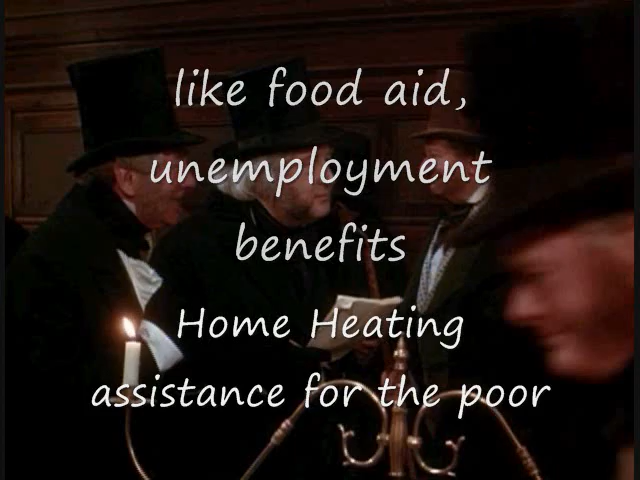 like food aid,
unemployment
benefits
Home Heating
assistance for the poor